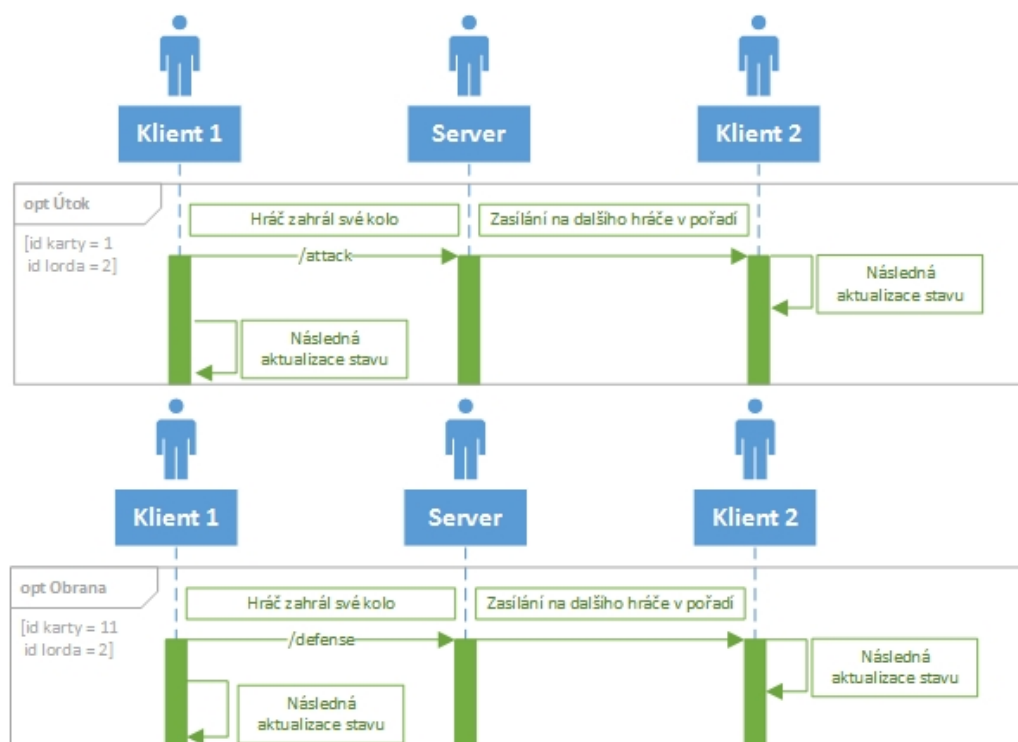 Klient 1
Server
Klient 2
opt Útok
[id karty = 1
id lorda = 2]
Hráč zahrál své kolo
Zasílání na dalšího hráče v pořadí
/attack
Následná
aktualizace stavu
Následná
aktualizace stavu
Klient 1
Server
Klient 2
opt Obrana
[id karty = 11
id lorda = 2]
Hráč zahrál své kolo
Zasílání na dalšího hráče v pořadí
/defense
Následná
aktualizace stavu
Následná
aktualizace stavu